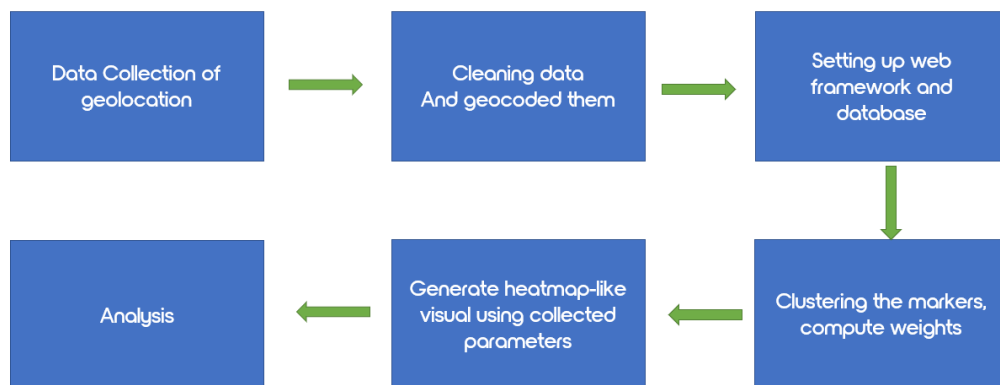 Data Collection of
geolocation
Cleaning data
And geocoded them
Setting up web
framework and
database
Clustering the markers,
compute weights
Generate heatmap-like
visual using collected
parameters
Analysis